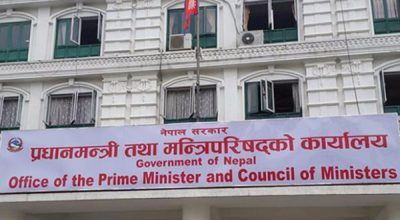 नेपाल सरकार
प्रधानमन्त्री तथा मन्त्रिपरिषद्को कार्यालय
Government of Nepal
Office of the Prime Minister and Council of Ministers